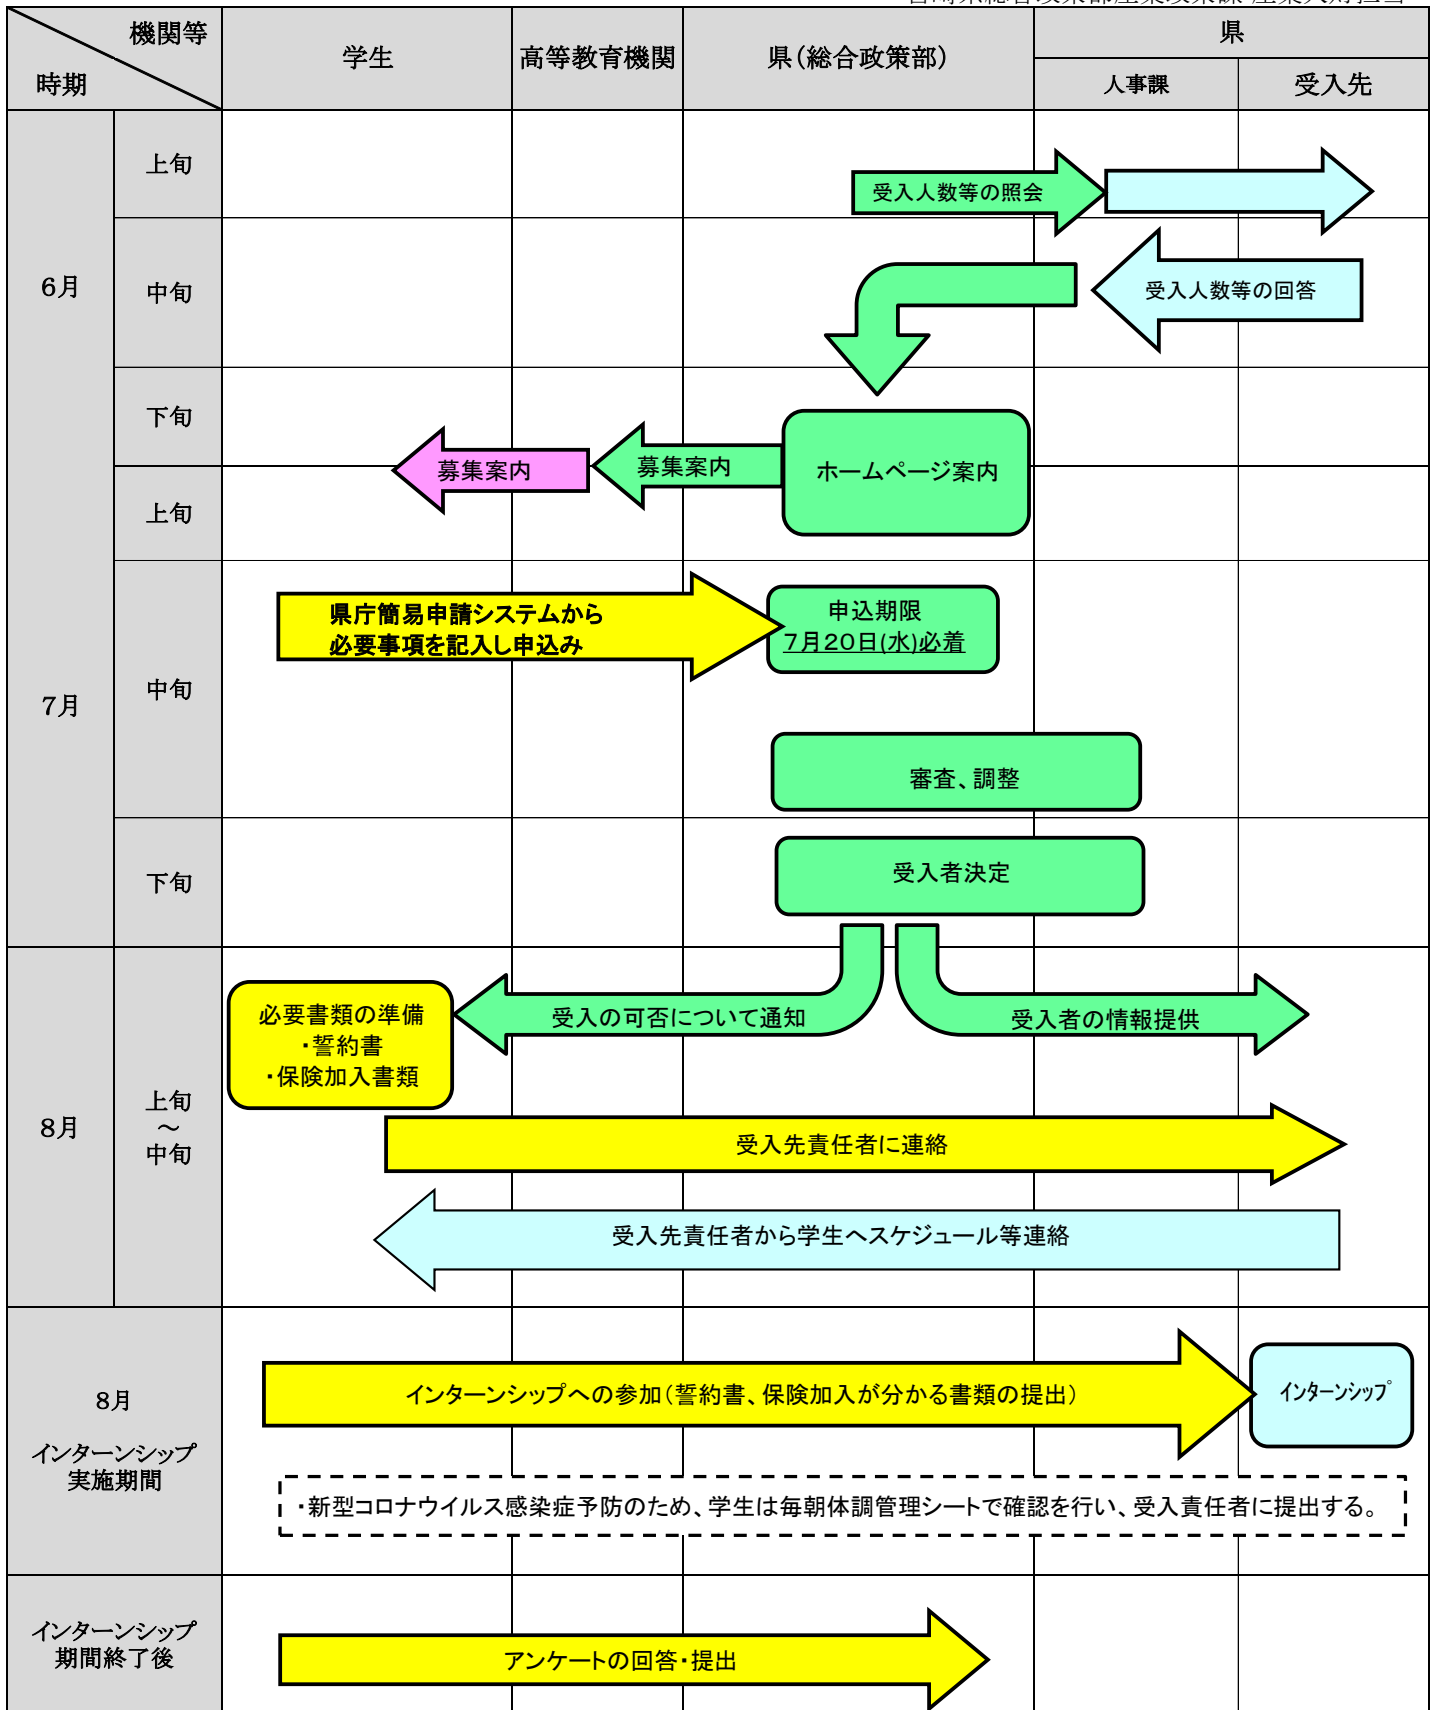 機関等
時期
学生
高等教育機関
県(総合政策部)
県
人事課
受入先
6月
上旬
受入人数等の照会
中旬
受入人数等の回答
下旬
募集案内
募集案内
ホームページ案内
7月
上旬
中旬
県庁簡易申請システムから
必要事項を記入し申込み
申込期限
7月20日(水)必着
審査、調整
下旬
受入者決定
8月
上旬
～
中旬
必要書類の準備
・誓約書
・保険加入書類
受入の可否について通知
受入者の情報提供
受入先責任者に連絡
受入先責任者から学生へスケジュール等連絡
8月
インターンシップ
実施期間
インターンシップへの参加(誓約書、保険加入が分かる書類の提出)
インターンシップ
・新型コロナウイルス感染症予防のため、学生は毎朝体調管理シートで確認を行い、受入責任者に提出する。
インターンシップ
期間終了後
アンケートの回答・提出